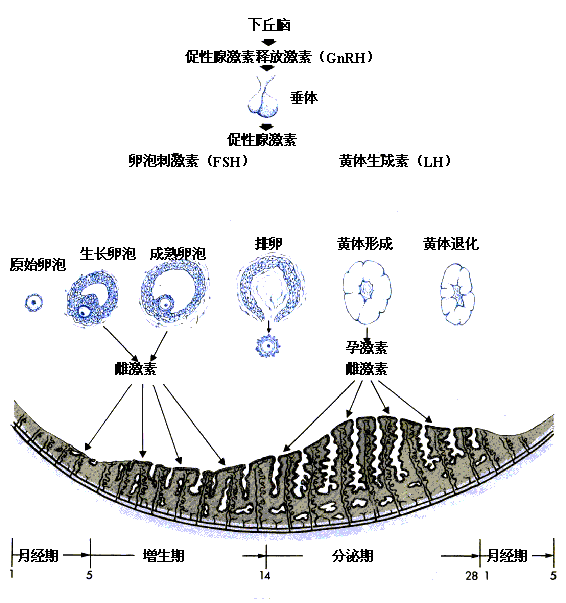 下丘脑
促性腺激素释放激素（GnRH）
垂体
促性腺激素
卵泡刺激素（FSH） 黄体生成素（LH）
原始卵泡 生长卵泡 成熟卵泡 排卵 黄体形成 黄体退化
孕激素
雌激素 雌激素
月经期 增生期 分泌期 月经期
1 5 14 28 1 5